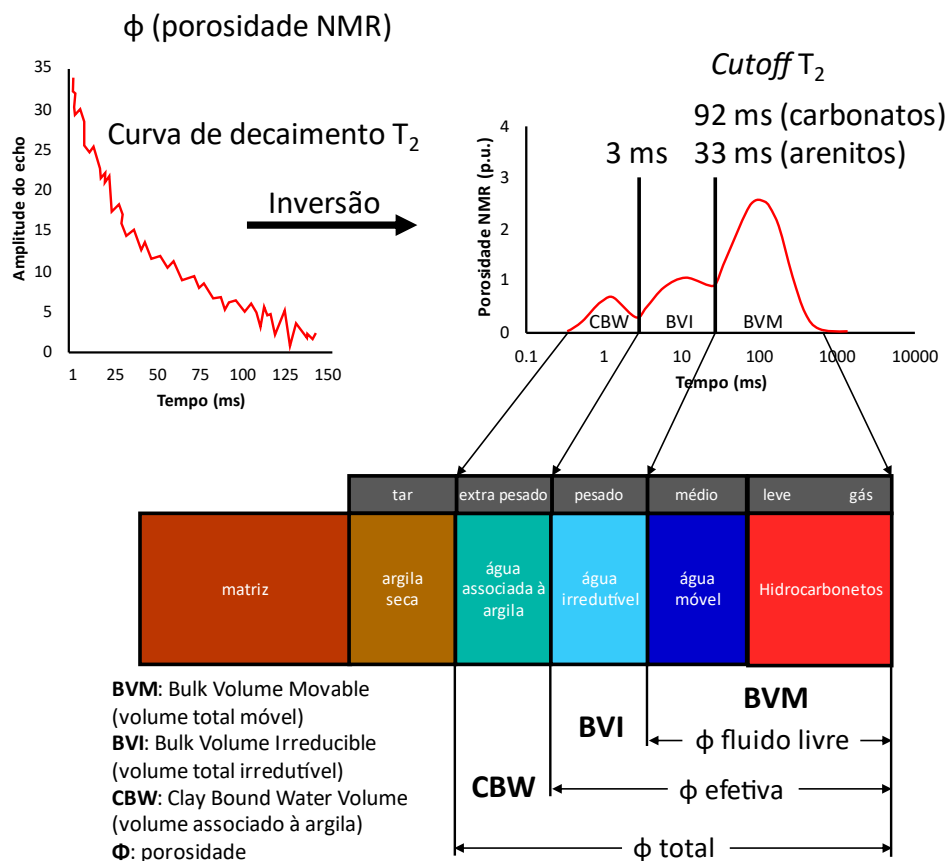 ϕ (porosidade NMR)
35
30
25
20
15
10
5
0
Amplitude do echo
Curva de decaimento T2
Inversão
1 25 50 75 100 125 150
Tempo (ms)
Cutoff T2
92 ms (carbonatos)
3 ms
33 ms (arenitos)
4
3
2
1
0
Porosidade NMR (p.u.)
CBW BVI BVM
0.1 1 10 100 1000 10000
Tempo (ms)
tar extra pesado pesado médio leve gás
matriz
argila
seca
água
associada à
argila
água
irredutível
água
móvel
Hidrocarbonetos
BVM: Bulk Volume Movable
(volume total móvel)
BVI: Bulk Volume Irreducible
(volume total irredutível)
CBW: Clay Bound Water Volume
(volume associado à argila)
Φ: porosidade
BVM
BVI
ϕ fluido livre
CBW
ϕ efetiva
ϕ total